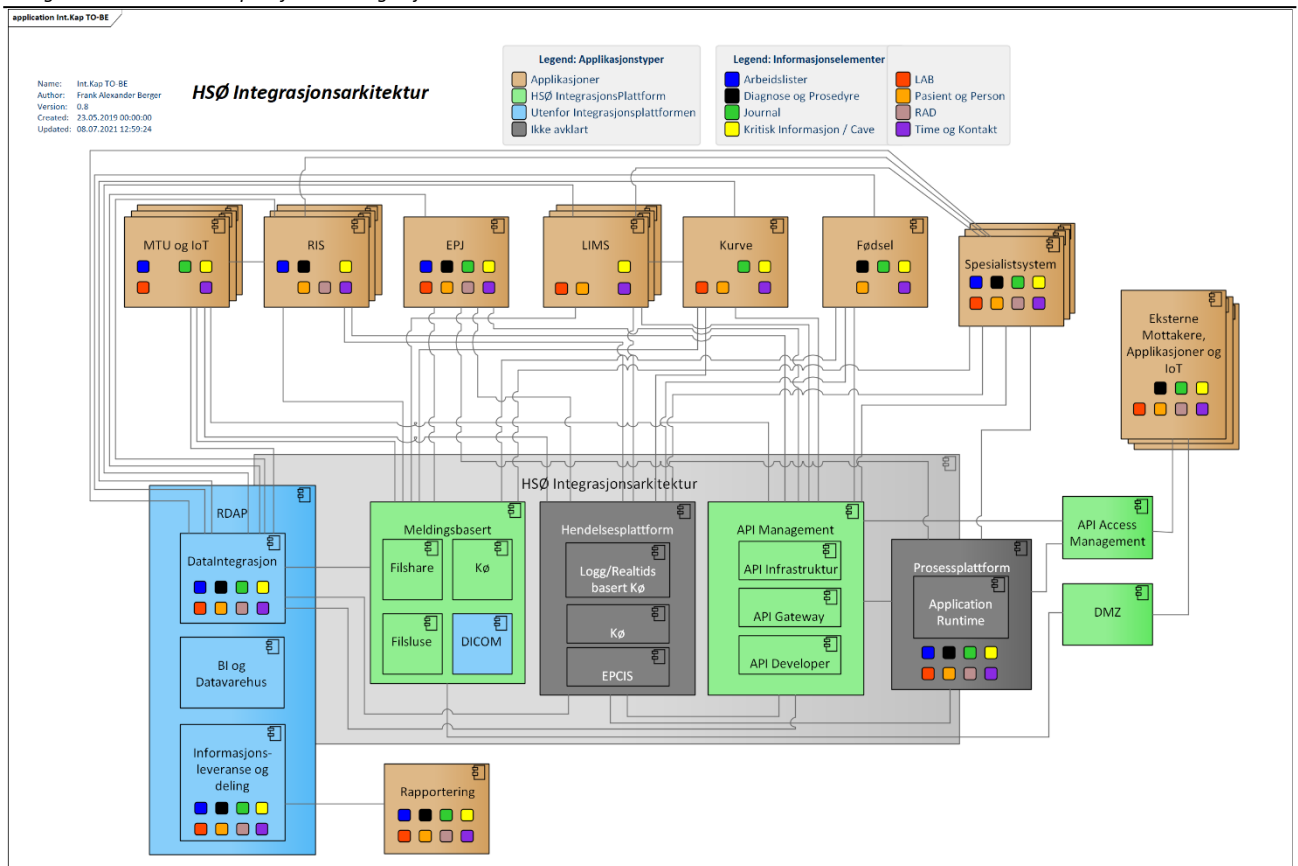 application Int.Kap TO-BE
Name: Int.Kap TO-BE
Author: Frank Alexander Berger
Version: 0.8
Created: 23.05.2019 00:00:00
Updated: 08.07.2021 12:59:24
HSØ Integrasjonsarkitektur
Legend: Applikasjonstyper
Applikasjoner
HSØ IntegrasjonsPlattform
Utenfor Integrasjonsplattformen
Ikke avklart
Legend: Informasjonselementer
Arbeidslister
Diagnose og Prosedyre
Journal
Kritisk Informasjon / Cave
LAB
Pasient og Person
RAD
Time og Kontakt
MTU og IoT
RIS
EPJ
LIMS
Kurve
Fødsel
Spesialistsystem
Eksterne
Mottakere,
Applikasjoner og
IoT
HSØ Integrasjonsarkitektur
RDAP
DataIntegrasjon
BI og
Datavarehus
Informasjons-
leveranse og
deling
Meldingsbasert
Filshare
Kø
Filsluse
DICOM
Hendelsesplattform
Logg/Realtids
basert Kø
Kø
EPCIS
API Management
API Infrastruktur
API Gateway
API Developer
Prosessplattform
Application
Runtime
API Access
Management
DMZ
Rapportering